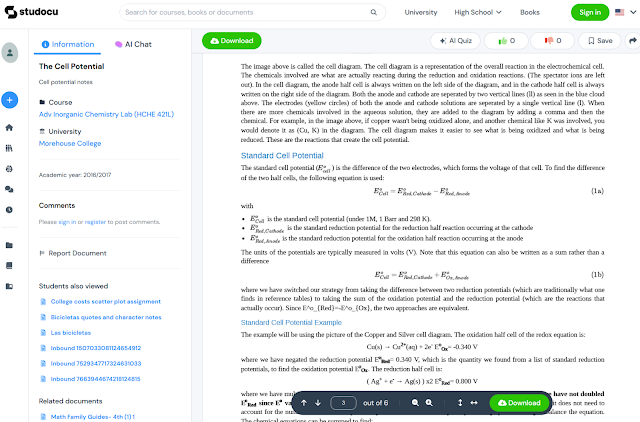 studocu
Search for courses, books or documents
University
High School
Books
Sign in
Information
AI Chat
Download
AI Quiz
0
0
Save
The Cell Potential
Cell potential notes
Course
Adv Inorganic Chemistry Lab (HCHE 421L)
University
Morehouse College
Academic year: 2016/2017
Comments
Please sign in or register to post comments.
Report Document
Students also viewed
College costs scatter plot assignment
Bicicletas quotes and character notes
Las bicicletas
Inbound 1507033081124654912
Inbound 7529347717324631033
Inbound 7663944674218124815
Related documents
Math Family Guides- 4th (1) 1
The image above is called the cell diagram. The cell diagram is a representation of the overall reaction in the electrochemical cell.
The chemicals involved are what are actually reacting during the reduction and oxidation reactions. (The spectator ions are left
out). In the cell diagram, the anode half cell is always written on the left side of the diagram, and in the cathode half cell is always
written on the right side of the diagram. Both the anode and cathode are seperated by two vertical lines (ll) as seen in the blue cloud
above. The electrodes (yellow circles) of both the anode and cathode solutions are seperated by a single vertical line (l). When
there are more chemicals involved in the aqueous solution, they are added to the diagram by adding a comma and then the
chemical. For example, in the image above, if copper wasn't being oxidized alone, and another chemical like K was involved, you
would denote it as (Cu, K) in the diagram. The cell diagram makes it easier to see what is being oxidized and what is being
reduced. These are the reactions that create the cell potential.
Standard Cell Potential
The standard cell potential (E°cell) is the difference of the two electrodes, which forms the voltage of that cell. To find the difference
of the two half cells, the following equation is used:
E°Cell = E°Red,Cathode − E°Red,Anode (1a)
with
• E°Cell is the standard cell potential (under 1M, 1 Barr and 298 K).
• E°Red,Cathode is the standard reduction potential for the reduction half reaction occurring at the cathode
• E°Red,Anode is the standard reduction potential for the oxidation half reaction occurring at the anode
The units of the potentials are typically measured in volts (V). Note that this equation can also be written as a sum rather than a
difference
E°Cell = E°Red,Cathode + E°Ox,Anode (1b)
where we have switched our strategy from taking the difference between two reduction potentials (which are traditionally what one
finds in reference tables) to taking the sum of the oxidation potential and the reduction potential (which are the reactions that
actually occur). Since E^o_{Red}=-E^o_{Ox}, the two approaches are equivalent.
Standard Cell Potential Example
The example will be using the picture of the Copper and Silver cell diagram. The oxidation half cell of the redox equation is:
Cu(s) → Cu²⁺(aq) + 2e⁻ E°Ox= -0.340 V
where we have negated the reduction potential E°Red= 0.340 V, which is the quantity we found from a list of standard reduction
potentials, to find the oxidation potential E°Ox. The reduction half cell is:
( Ag⁺ + e⁻ → Ag(s) ) x2 E°Red= 0.800 V
where we have mul
have not doubled
E°Red since E° va
it does not need to
account for the
balance the equation.
The chemical equations can be summed to find:
3
out of 6
Download